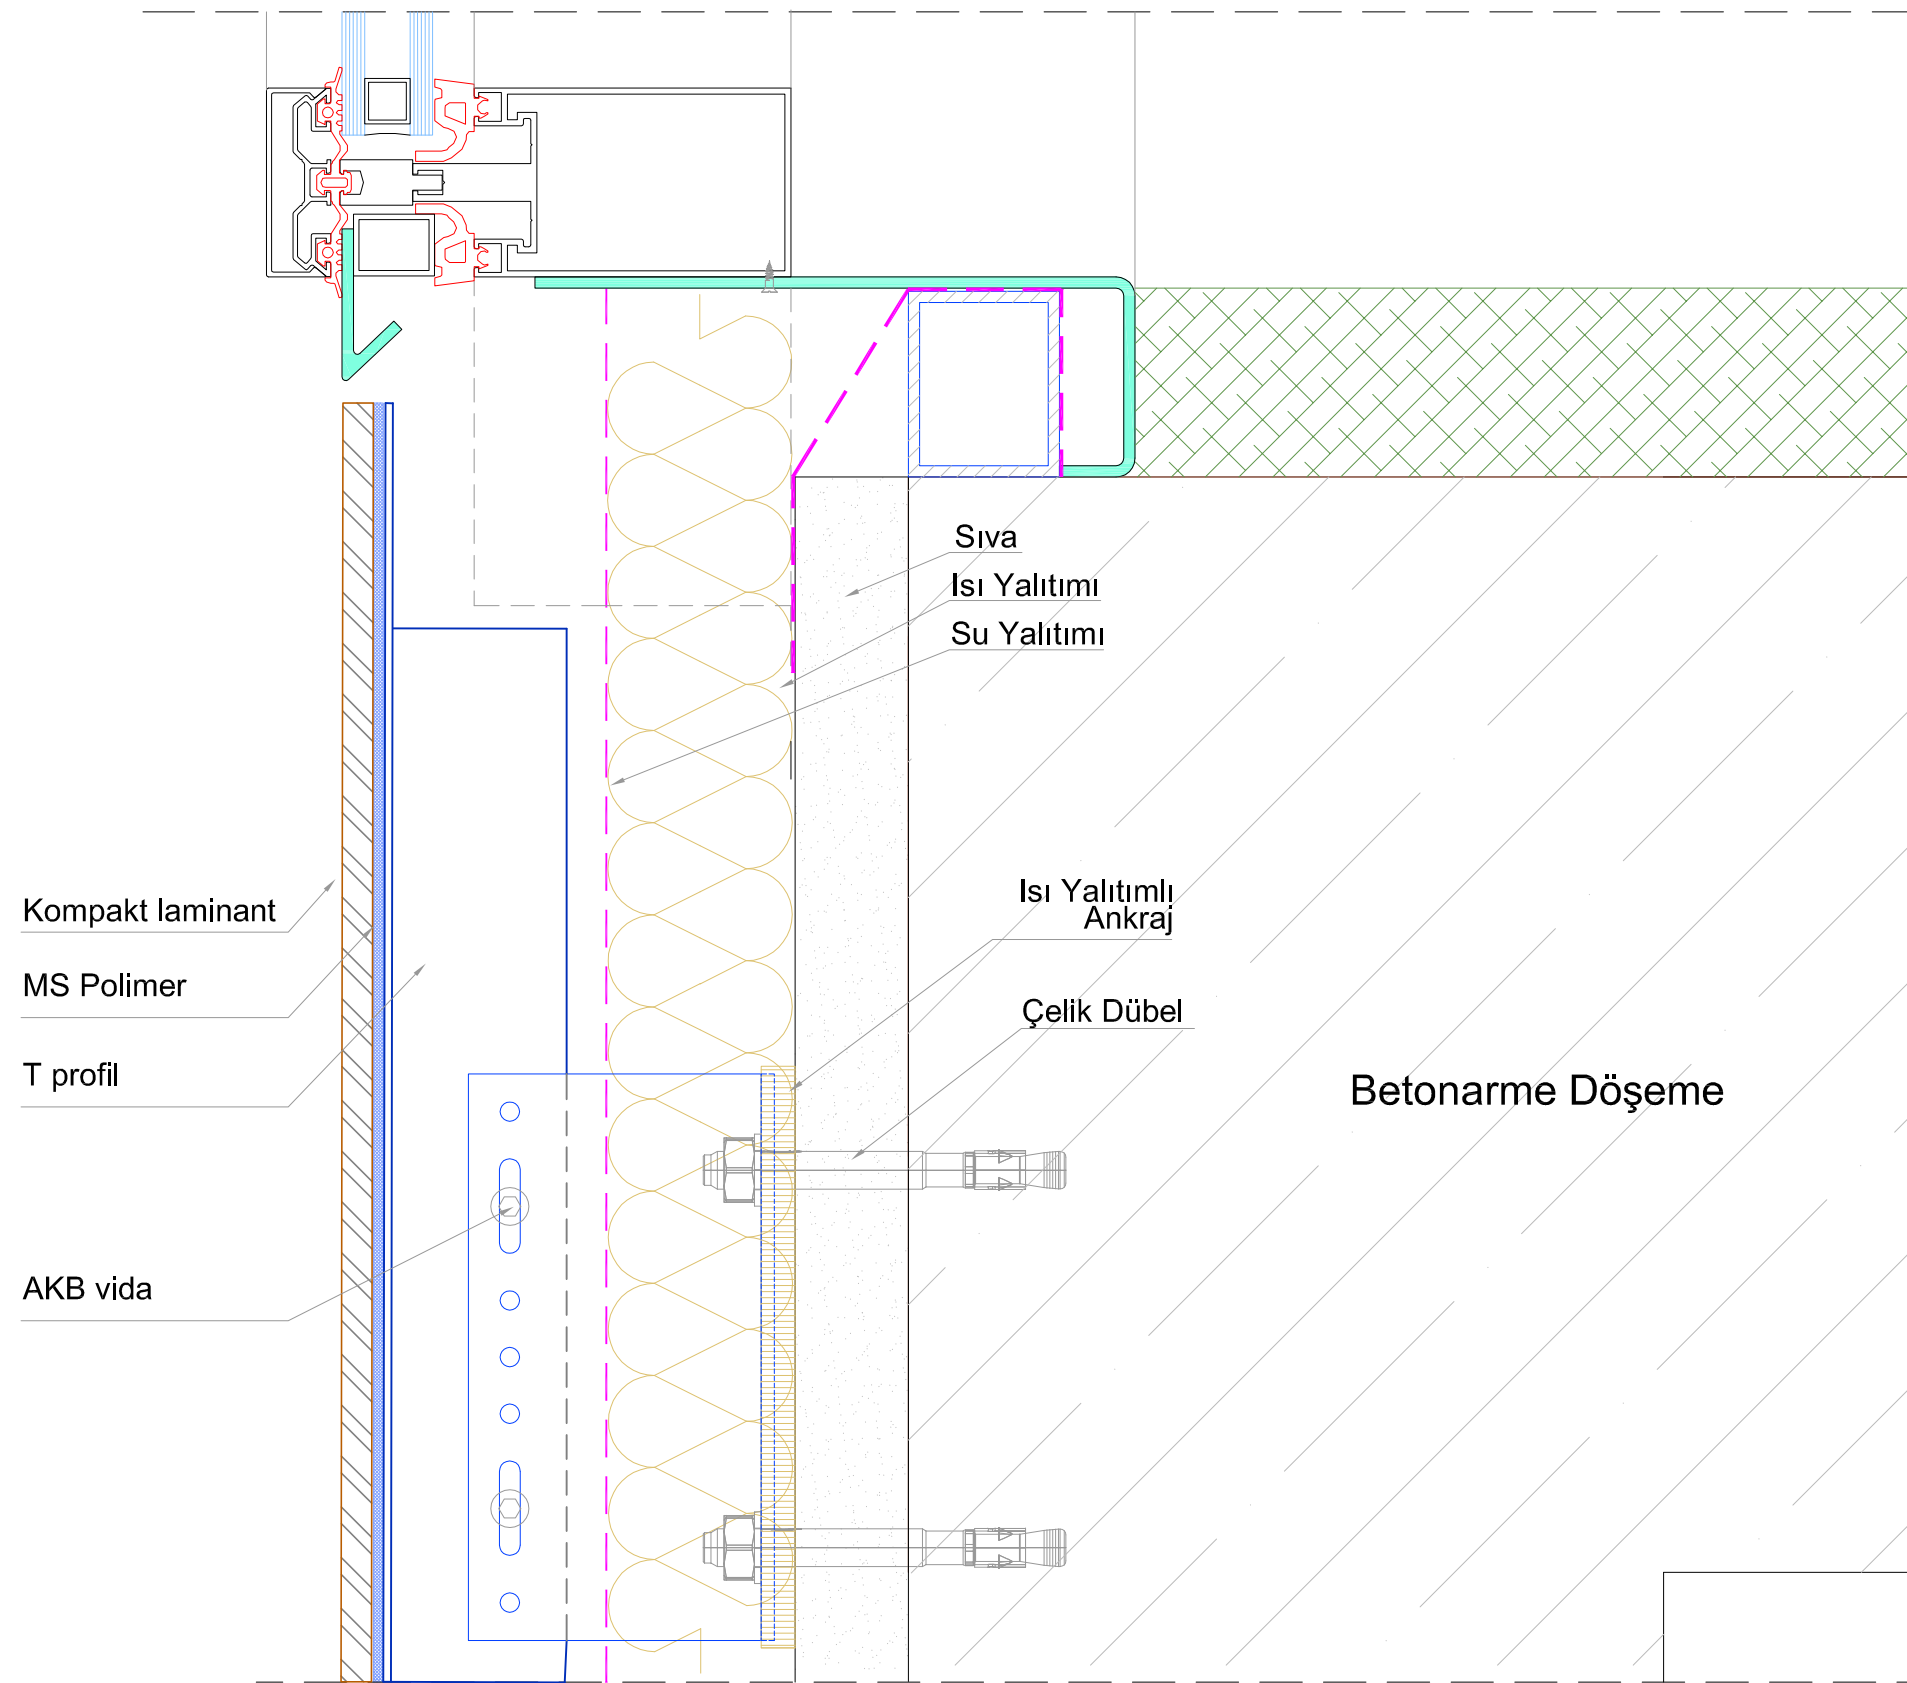 Sıva
Isı Yalıtımı
Su Yalıtımı
Kompakt laminant
Isı Yalıtımlı
Ankraj
MS Polimer
Çelik Dübel
T profil
Betonarme Döşeme
AKB vida